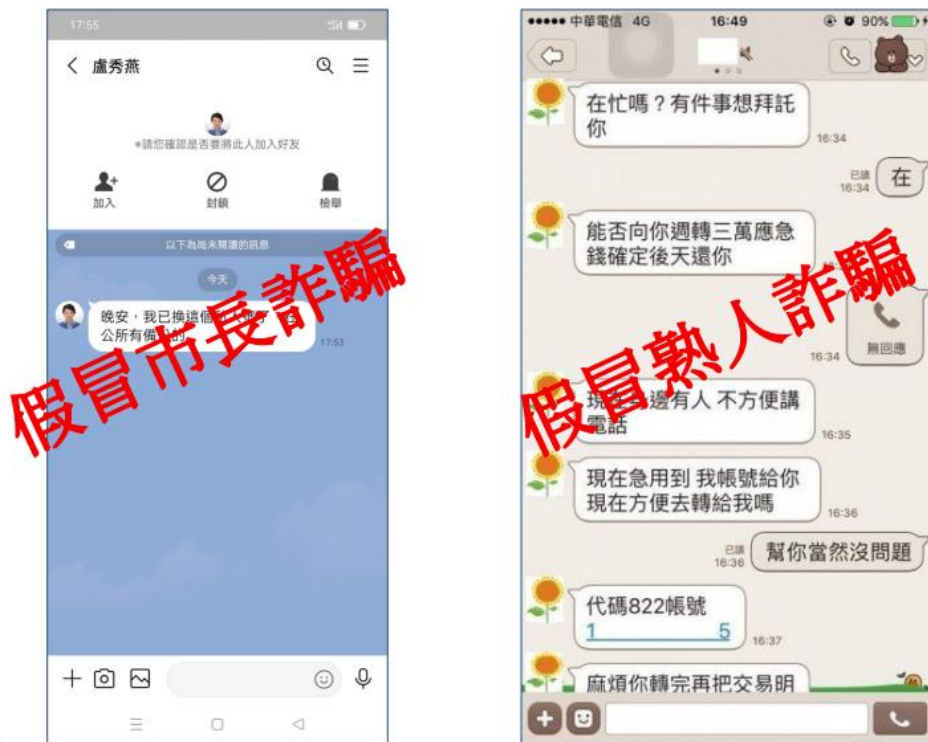 17:55
盧秀燕
※請您確認是否要將此人加入好友
加入
封鎖
檢舉
以下為尚未閱讀的訊息
今天
晚安,我已換這個
公所有備
的
17:53
假冒市長詐騙
中華電信 4G
16:49
90%
在忙嗎?有件事想拜託
你
16:34
已讀
16:34
在
能否向你週轉三萬應急
錢確定後天還你
無回應
16:34
現在
邊有人 不方便講
電話
16:35
現在急用到 我帳號給你
現在方便去轉給我嗎
16:36
已讀
16:36
幫你當然沒問題
代碼822帳號
1 5
16:37
麻煩你轉完再把交易明
假冒熟人詐騙